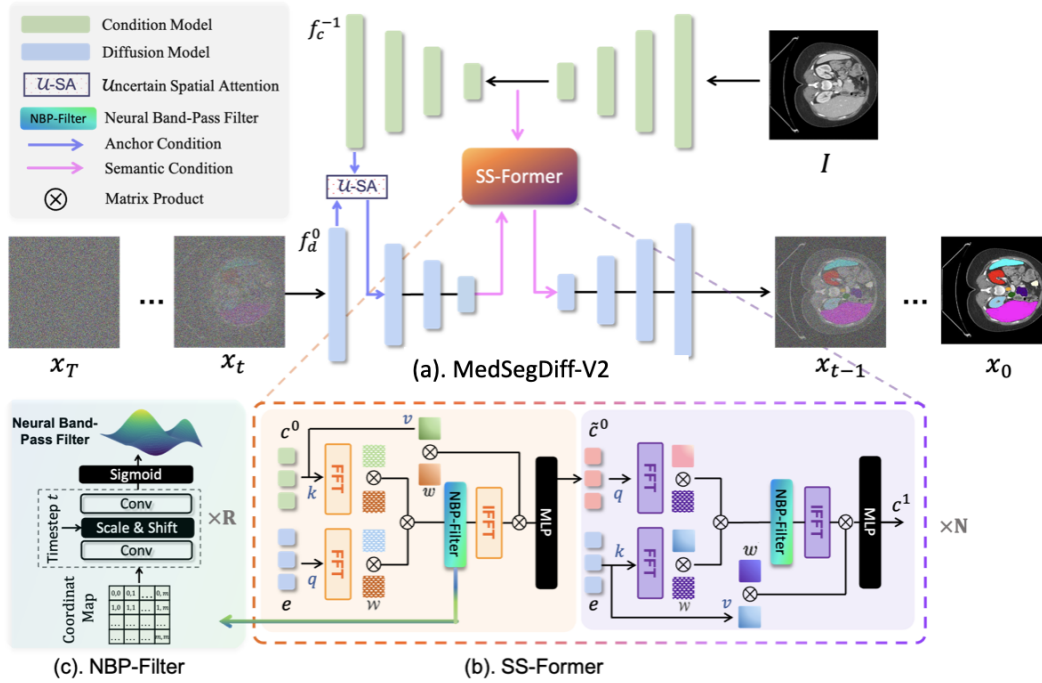 Condition Model
Diffusion Model
U-SA Uncertain Spatial Attention
NBP-Filter Neural Band-Pass Filter
Anchor Condition
Semantic Condition
Matrix Product
f_c^{-1}
I
U-SA
SS-Former
f_d^0
x_T
...
x_t
(a). MedSegDiff-V2
x_{t-1}
...
x_0
Neural Band-
Pass Filter
Sigmoid
Timestep t
Conv
Scale & Shift
Conv
×R
Coordinat
Map
0,0 0,1 ... 0,m
1,0 1,1 ... 1,m
... ... ... ...
... ... ... m,m
(c). NBP-Filter
c^0
v
k
FFT
w
NBP-Filter
IFFT
MLP
q
FFT
e
w
c̃^0
q
FFT
k
FFT
e
w
NBP-Filter
IFFT
w
v
MLP
c^1
×N
(b). SS-Former